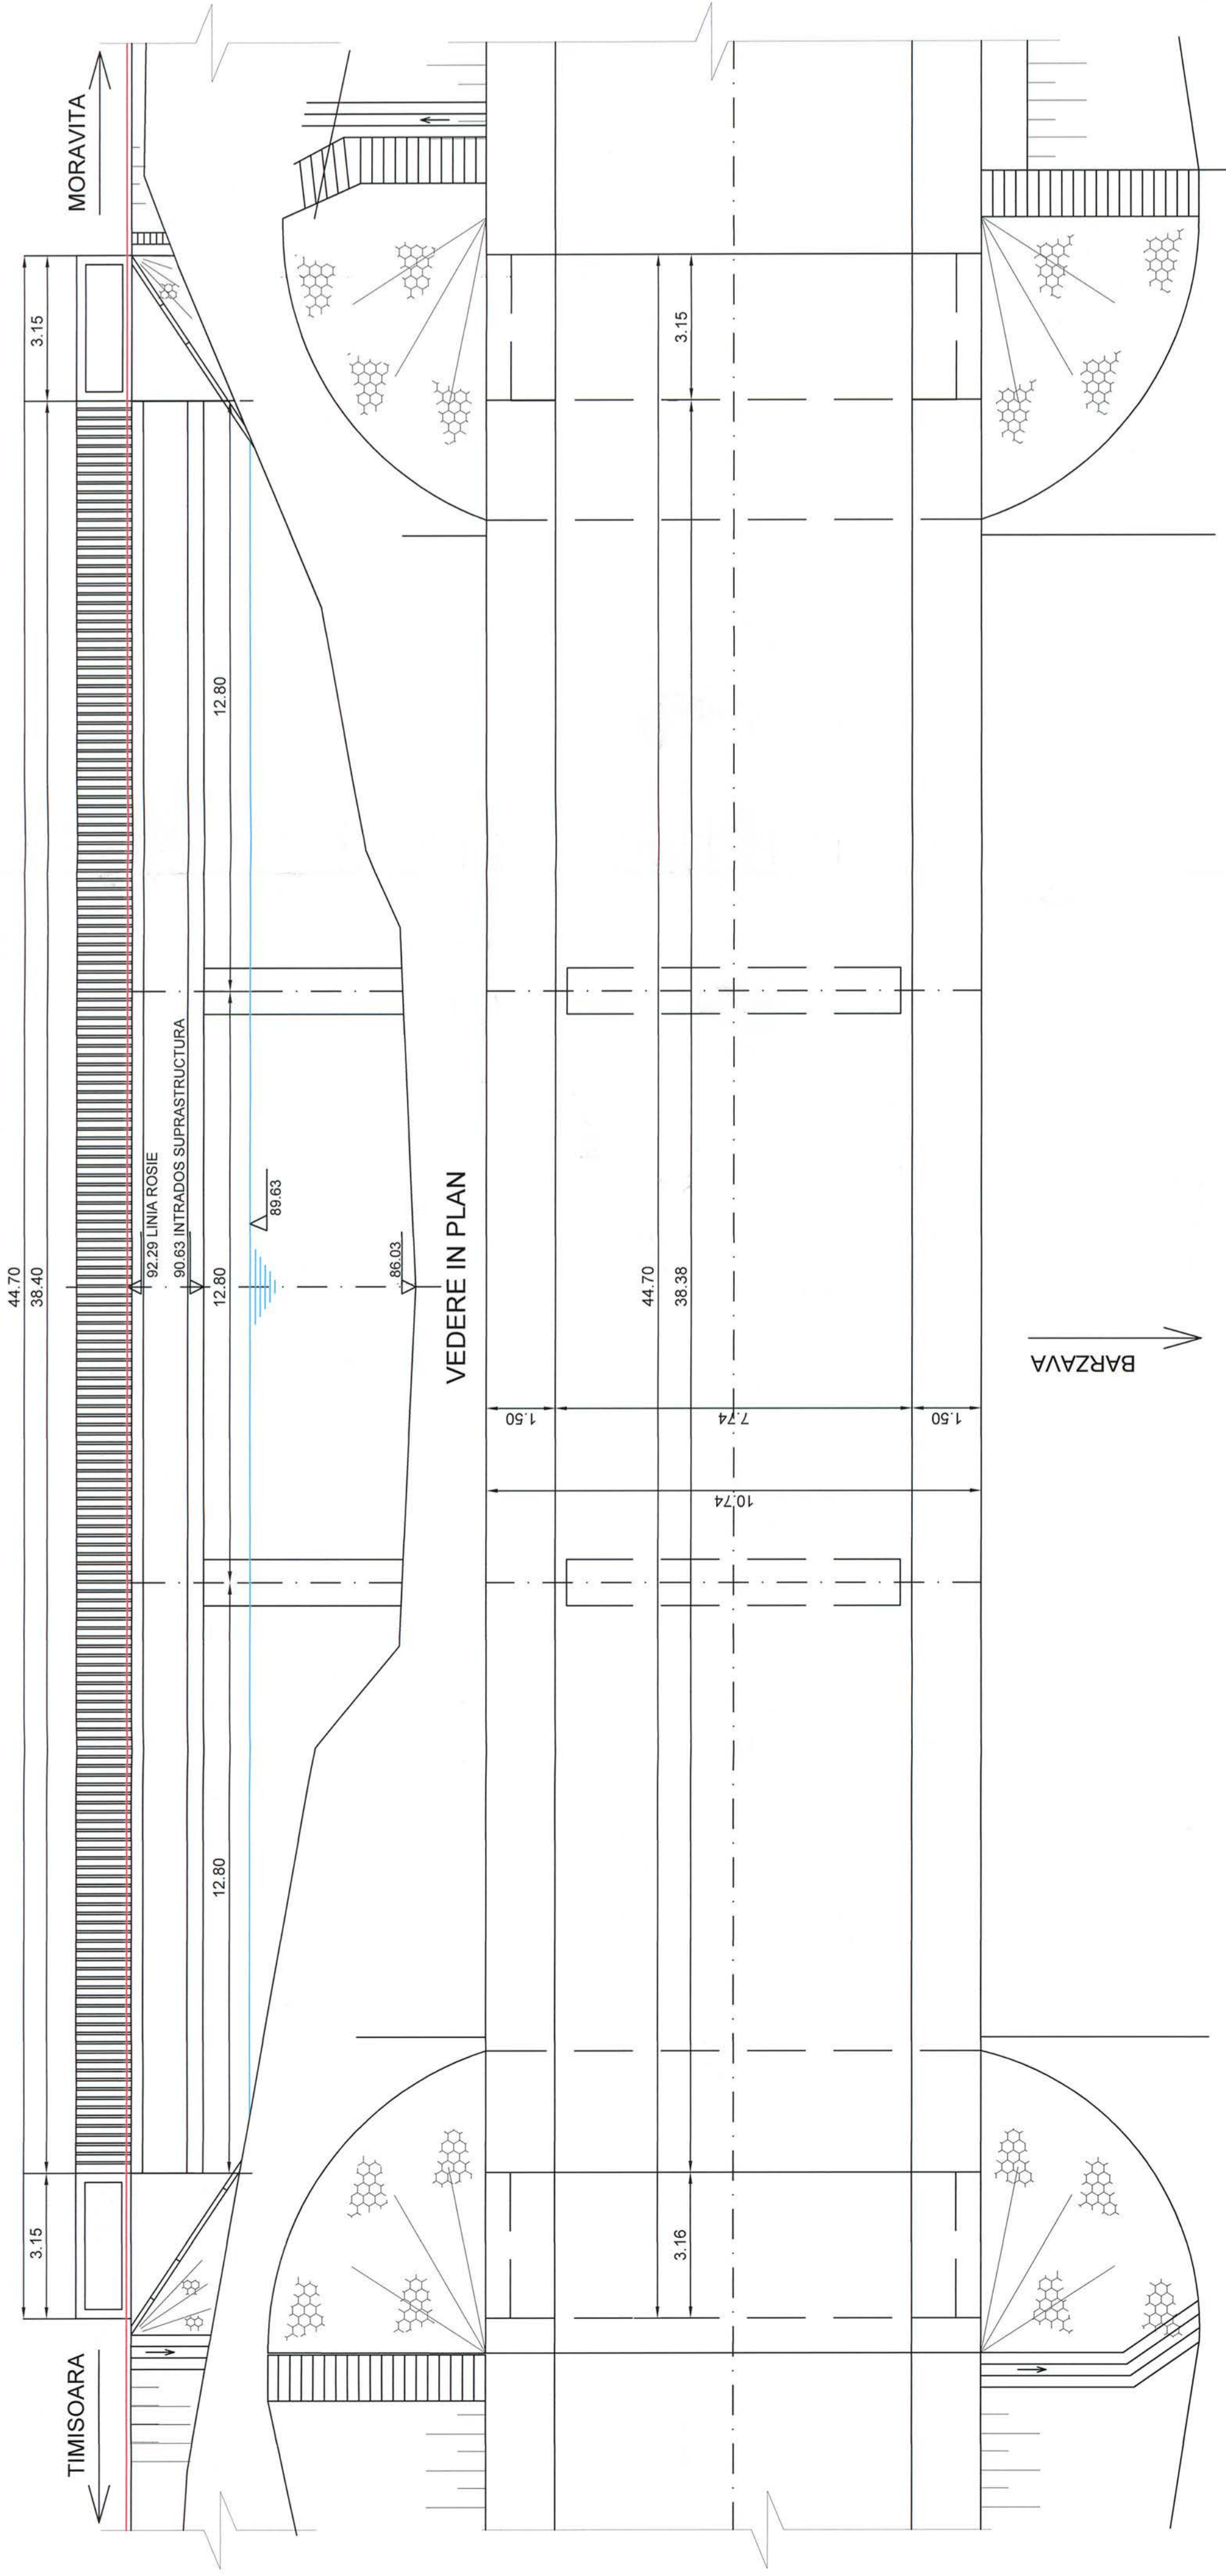 TIMISOARA
MORAVITA
44.70
3.15
38.40
3.15
92.29 LINIA ROSIE
90.63 INTRADOS SUPRASTRUCTURA
12.80
12.80
12.80
89.63
86.03
VEDERE IN PLAN
44.70
3.16
38.38
3.15
1.50
7.74
1.50
10.74
BARZAVA